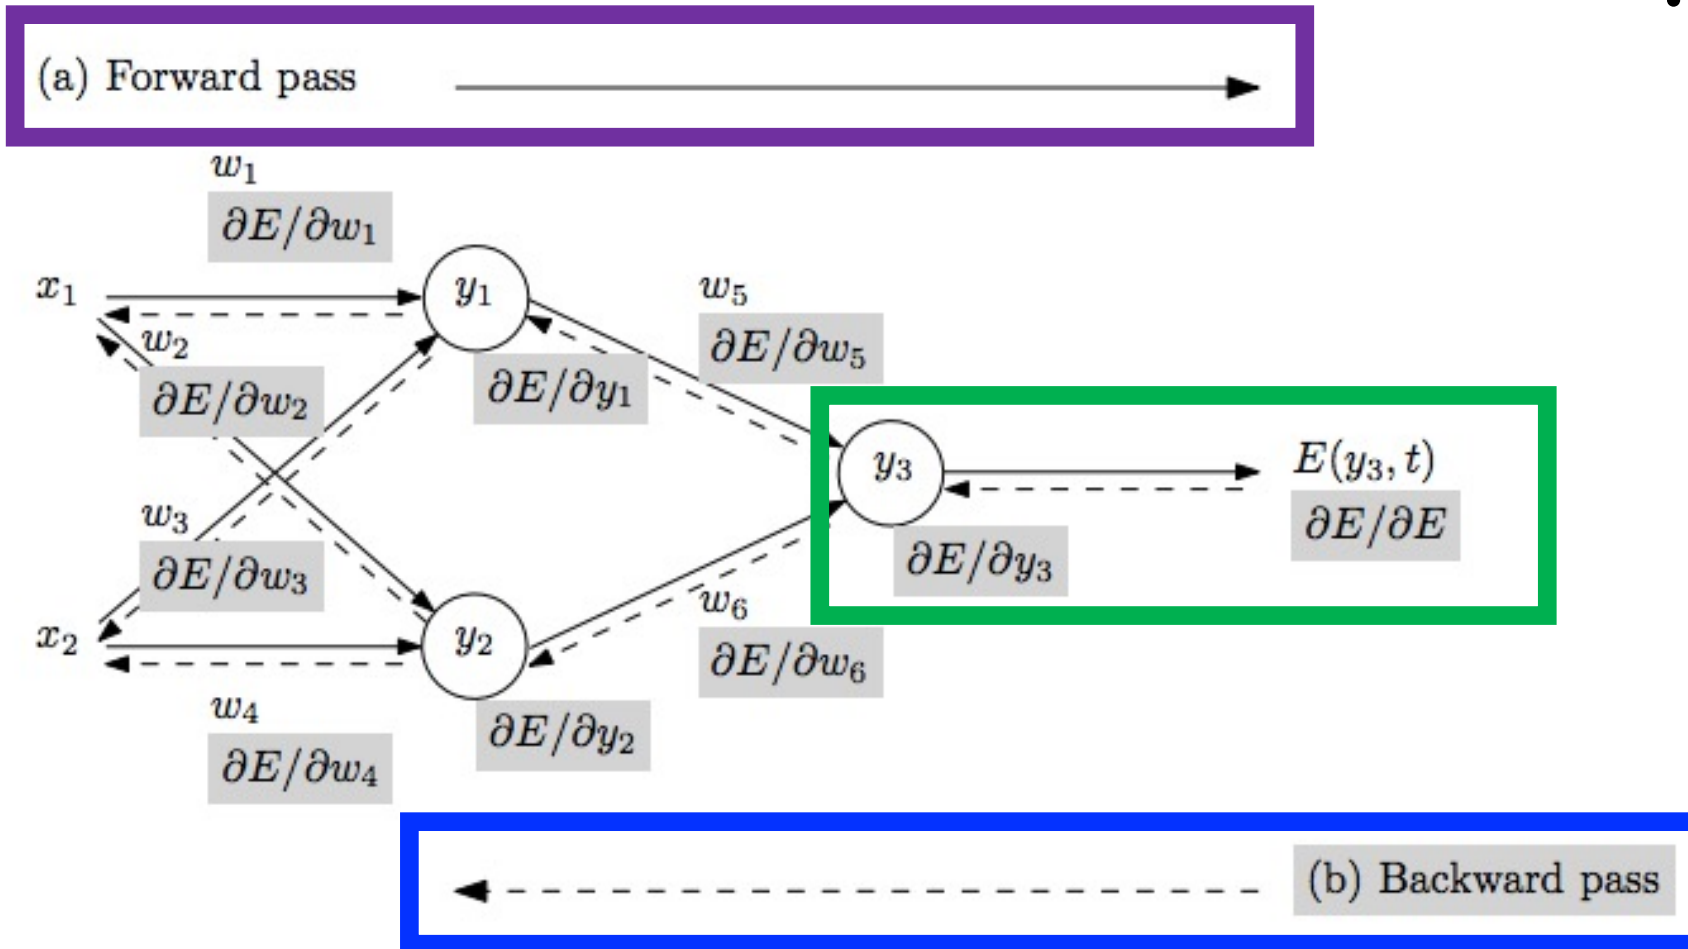 (a) Forward pass
w₁
∂E/∂w₁
x₁
y₁
w₅
w₂
∂E/∂w₅
∂E/∂w₂
∂E/∂y₁
y₃
E(y₃, t)
∂E/∂E
w₃
∂E/∂w₃
∂E/∂y₃
x₂
y₂
w₆
∂E/∂w₆
w₄
∂E/∂y₂
∂E/∂w₄
(b) Backward pass